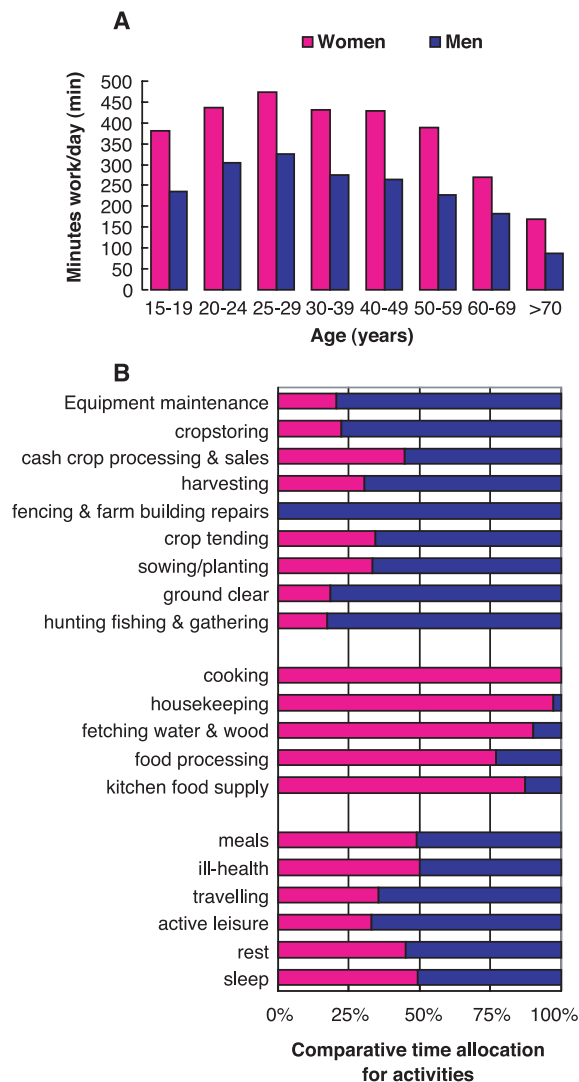 A
Women Men
Minutes work/day (min)
500
450
400
350
300
250
200
150
100
50
0
15-19 20-24 25-29 30-39 40-49 50-59 60-69 >70
Age (years)
B
Equipment maintenance
cropstoring
cash crop processing & sales
harvesting
fencing & farm building repairs
crop tending
sowing/planting
ground clear
hunting fishing & gathering
cooking
housekeeping
fetching water & wood
food processing
kitchen food supply
meals
ill-health
travelling
active leisure
rest
sleep
0% 25% 50% 75% 100%
Comparative time allocation
for activities